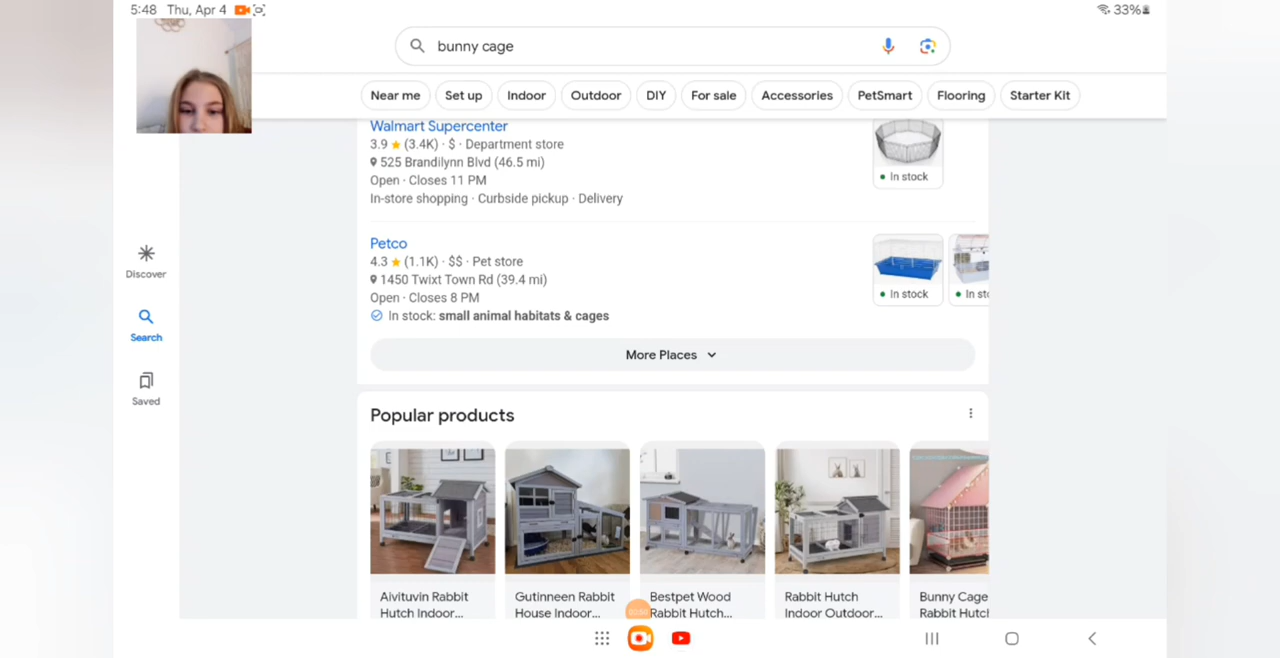 5:48 Thu, Apr 4
33%
bunny cage
Near me
Set up
Indoor
Outdoor
DIY
For sale
Accessories
PetSmart
Flooring
Starter Kit
Walmart Supercenter
3.9 ★ (3.4K) · $ · Department store
525 Brandilynn Blvd (46.5 mi)
Open · Closes 11 PM
In-store shopping · Curbside pickup · Delivery
In stock
Petco
4.3 ★ (1.1K) · $$ · Pet store
1450 Twixt Town Rd (39.4 mi)
Open · Closes 8 PM
In stock: small animal habitats & cages
In stock
In sto
More Places
Discover
Search
Saved
Popular products
Aivituvin Rabbit
Hutch Indoor...
Gutinneen Rabbit
House Indoor...
Bestpet Wood
Rabbit Hutch...
Rabbit Hutch
Indoor Outdoor...
Bunny Cage
Rabbit Hutch